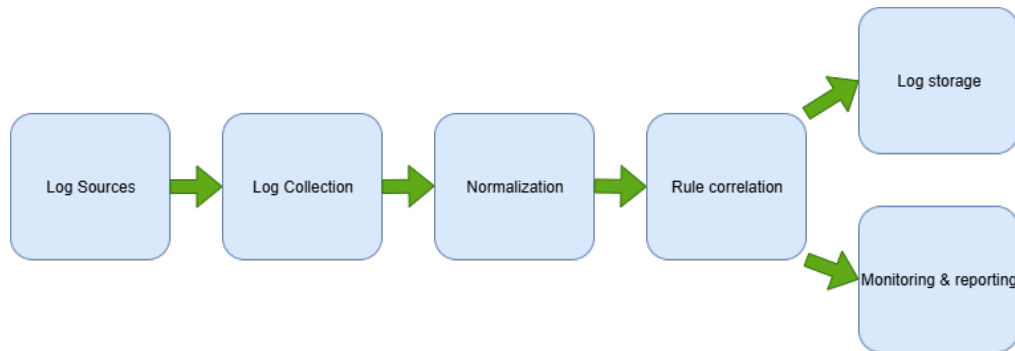 Log Sources
Log Collection
Normalization
Rule correlation
Log storage
Monitoring & reporting